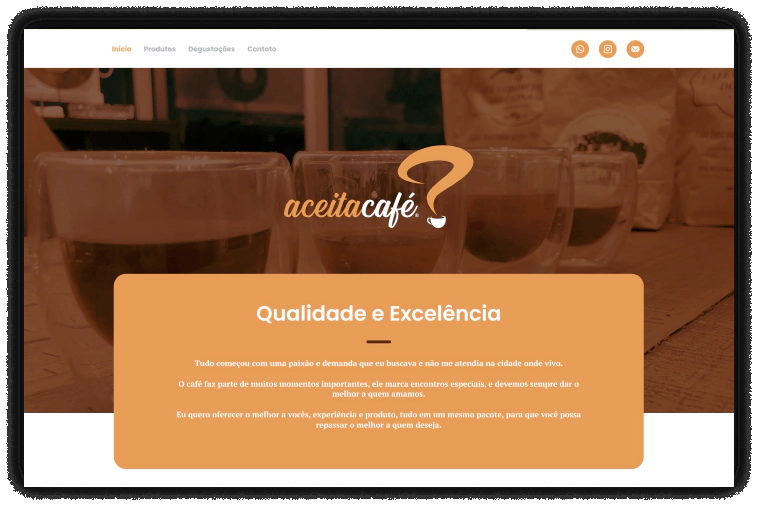 Início Produtos Degustações Contato
aceitacafé?
Qualidade e Excelência
Tudo começou com uma paixão e demanda que eu buscava e não me atendia na cidade onde vivo.
O café faz parte de muitos momentos importantes, ele marca encontros especiais, e devemos sempre dar o
melhor a quem amamos.
Eu quero oferecer o melhor a vocês, experiência e produto, tudo em um mesmo pacote, para que você possa
repassar o melhor a quem deseja.